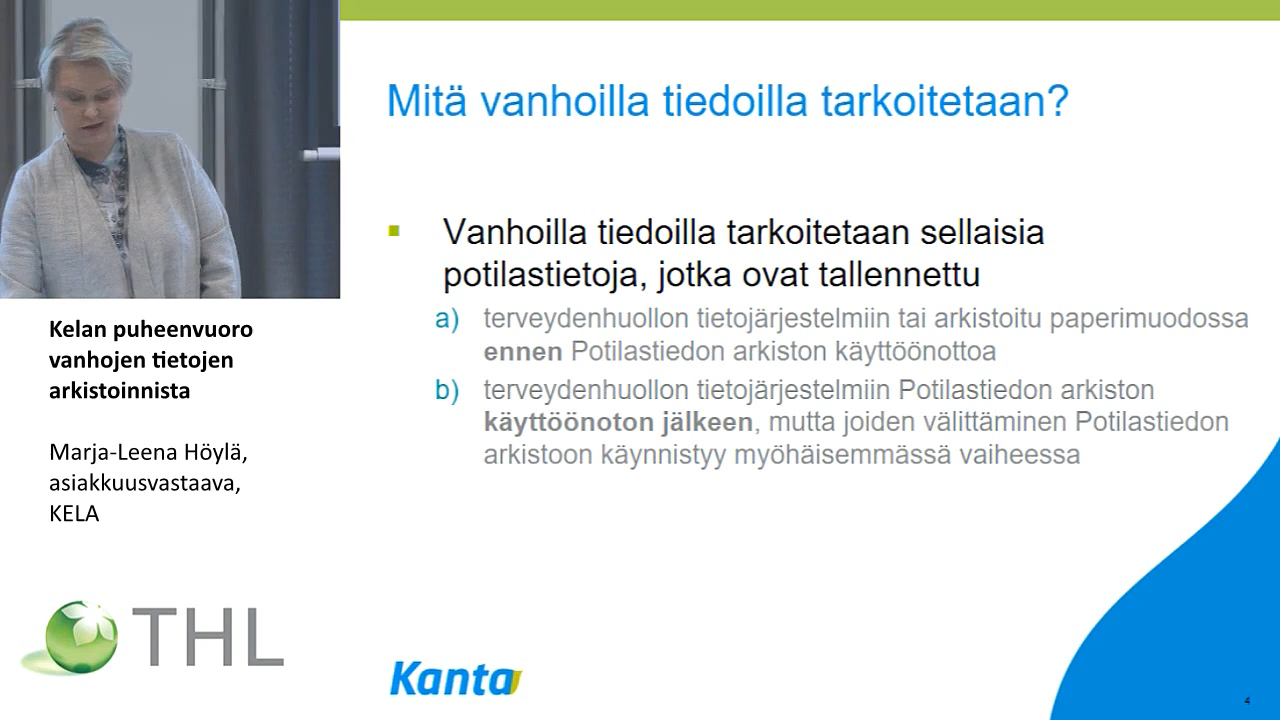 Mitä vanhoilla tiedoilla tarkoitetaan?
Vanhoilla tiedoilla tarkoitetaan sellaisia
potilastietoja, jotka ovat tallennettu
a) terveydenhuollon tietojärjestelmiin tai arkistoitu paperimuodossa
ennen Potilastiedon arkiston käyttöönottoa
b) terveydenhuollon tietojärjestelmiin Potilastiedon arkiston
käyttöönoton jälkeen, mutta joiden välittäminen Potilastiedon
arkistoon käynnistyy myöhäisemmässä vaiheessa
Kelan puheenvuoro
vanhojen tietojen
arkistoinnista
Marja-Leena Höylä,
asiakkuusvastaava,
KELA
THL
Kanta
4